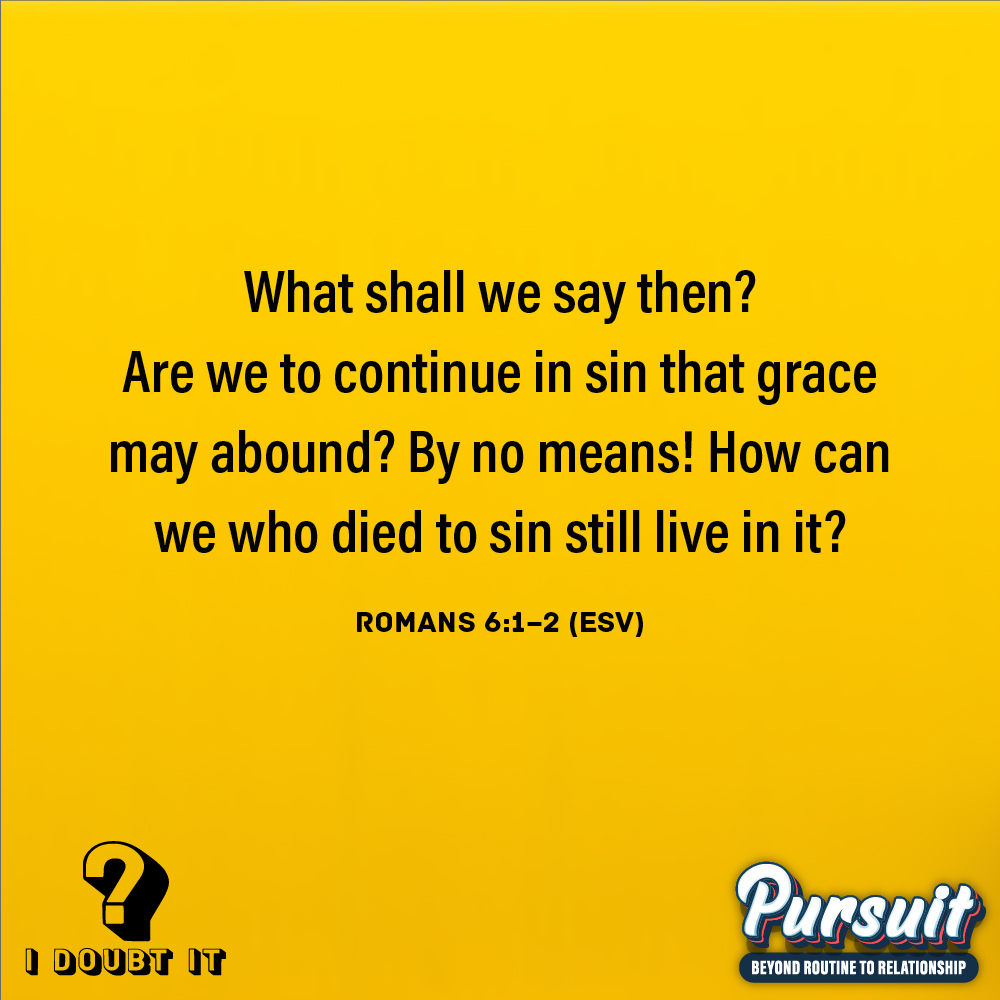 What shall we say then?
Are we to continue in sin that grace
may abound? By no means! How can
we who died to sin still live in it?
ROMANS 6:1–2 (ESV)
?
I DOUBT IT
Pursuit
BEYOND ROUTINE TO RELATIONSHIP